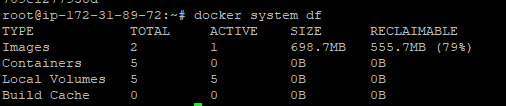 root@ip-172-31-89-72:~# docker system df
TYPE TOTAL ACTIVE SIZE RECLAIMABLE
Images 2 1 698.7MB 555.7MB (79%)
Containers 5 0 0B 0B
Local Volumes 5 5 0B 0B
Build Cache 0 0 0B 0B